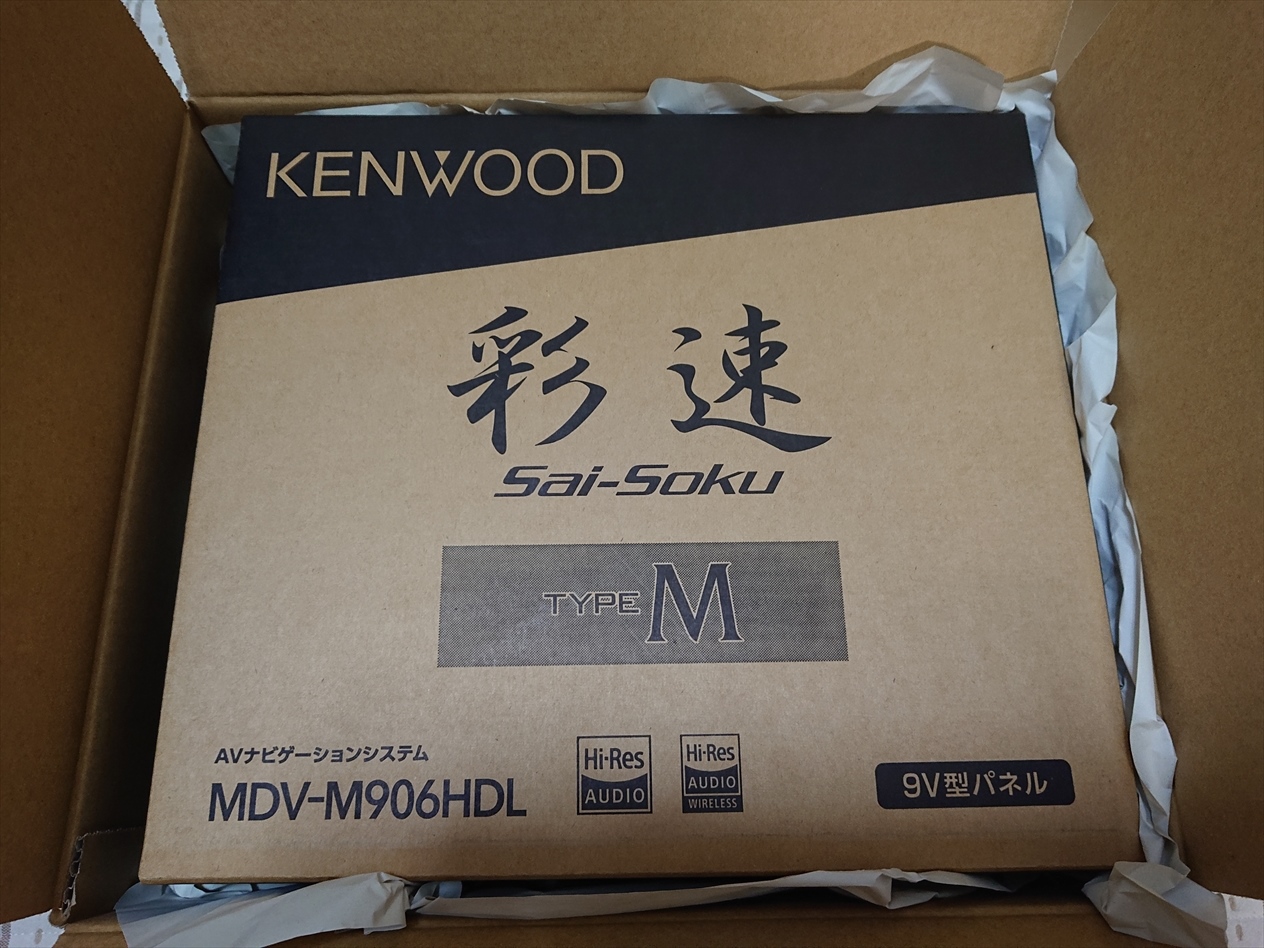 KENWOOD
彩速
Sai-Soku
TYPE M
AVナビゲーションシステム
MDV-M906HDL
Hi-Res
AUDIO
Hi-Res
AUDIO
WIRELESS
9V型パネル